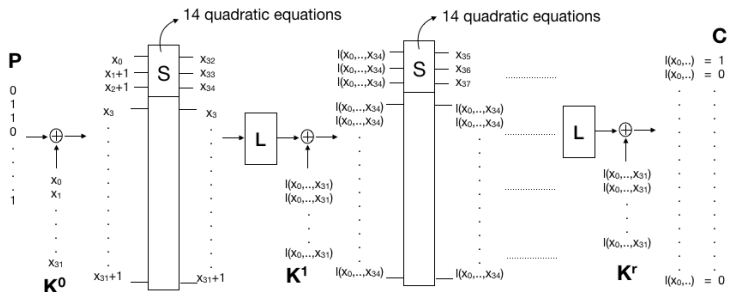 14 quadratic equations
14 quadratic equations
P
0
1
1
0
1
x0
x1
x31
K0
x0
x1+1
x2+1
x3
x31+1
S
x32
x33
x34
x3
x31+1
L
l(x0,..,x31)
l(x0,..,x31)
l(x0,..,x31)
K1
l(x0,..,x34)
l(x0,..,x34)
l(x0,..,x34)
l(x0,..,x34)
l(x0,..,x34)
l(x0,..,x34)
S
x35
x36
x37
l(x0,..,x34)
l(x0,..,x34)
l(x0,..,x34)
L
l(x0,..,x31)
l(x0,..,x31)
l(x0,..,x31)
Kr
C
l(x0,..) = 1
l(x0,..) = 0
l(x0,..) = 0